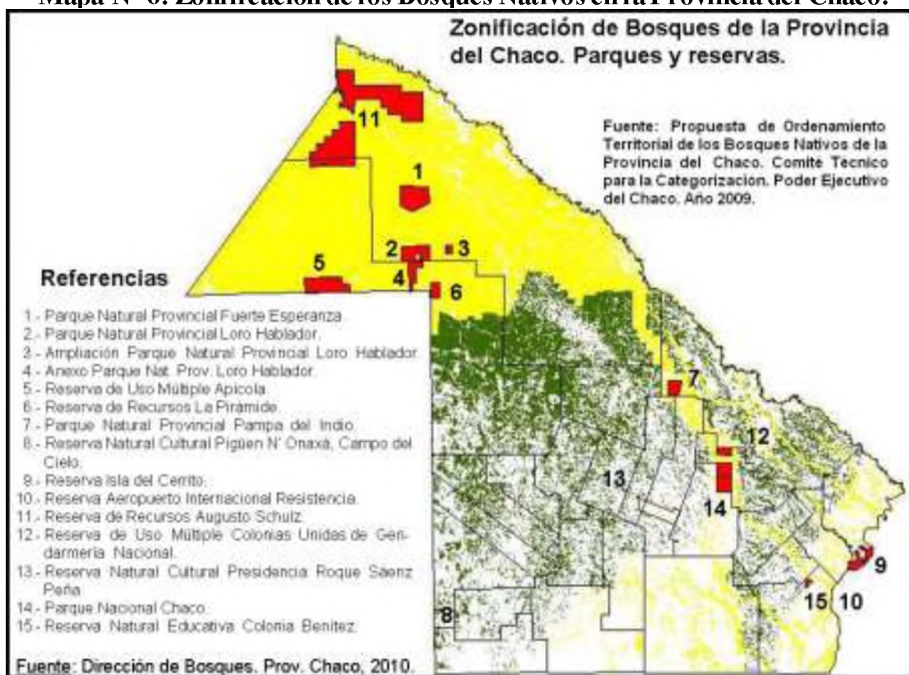 Mapa N° 6: Zonificación de los Bosques Nativos en la Provincia del Chaco.
Zonificación de Bosques de la Provincia
del Chaco. Parques y reservas.
Fuente: Propuesta de Ordenamiento
Territorial de los Bosques Nativos de la
Provincia del Chaco. Comité Técnico
para la Categorización. Poder Ejecutivo
del Chaco. Año 2009.
11
1
2
3
5
4
6
7
12
13
14
9
15
10
8
Referencias
1.- Parque Natural Provincial Fuerte Esperanza.
2.- Parque Natural Provincial Loro Hablador.
3.- Ampliación Parque Natural Provincial Loro Hablador.
4.- Anexo Parque Nat. Prov. Loro Hablador.
5.- Reserva de Uso Múltiple Apícola.
6.- Reserva de Recursos La Pirámide.
7.- Parque Natural Provincial Pampa del Indio.
8.- Reserva Natural Cultural Pigüen N' Onaxá, Campo del
Cielo.
9.- Reserva Isla del Cerrito.
10.- Reserva Aeropuerto Internacional Resistencia.
11.- Reserva de Recursos Augusto Schulz.
12.- Reserva de Uso Múltiple Colonias Unidas de Gen-
darmería Nacional.
13.- Reserva Natural Cultural Presidencia Roque Sáenz
Peña
14.- Parque Nacional Chaco.
15.- Reserva Natural Educativa Colonia Benítez.
Fuente: Dirección de Bosques. Prov. Chaco, 2010.